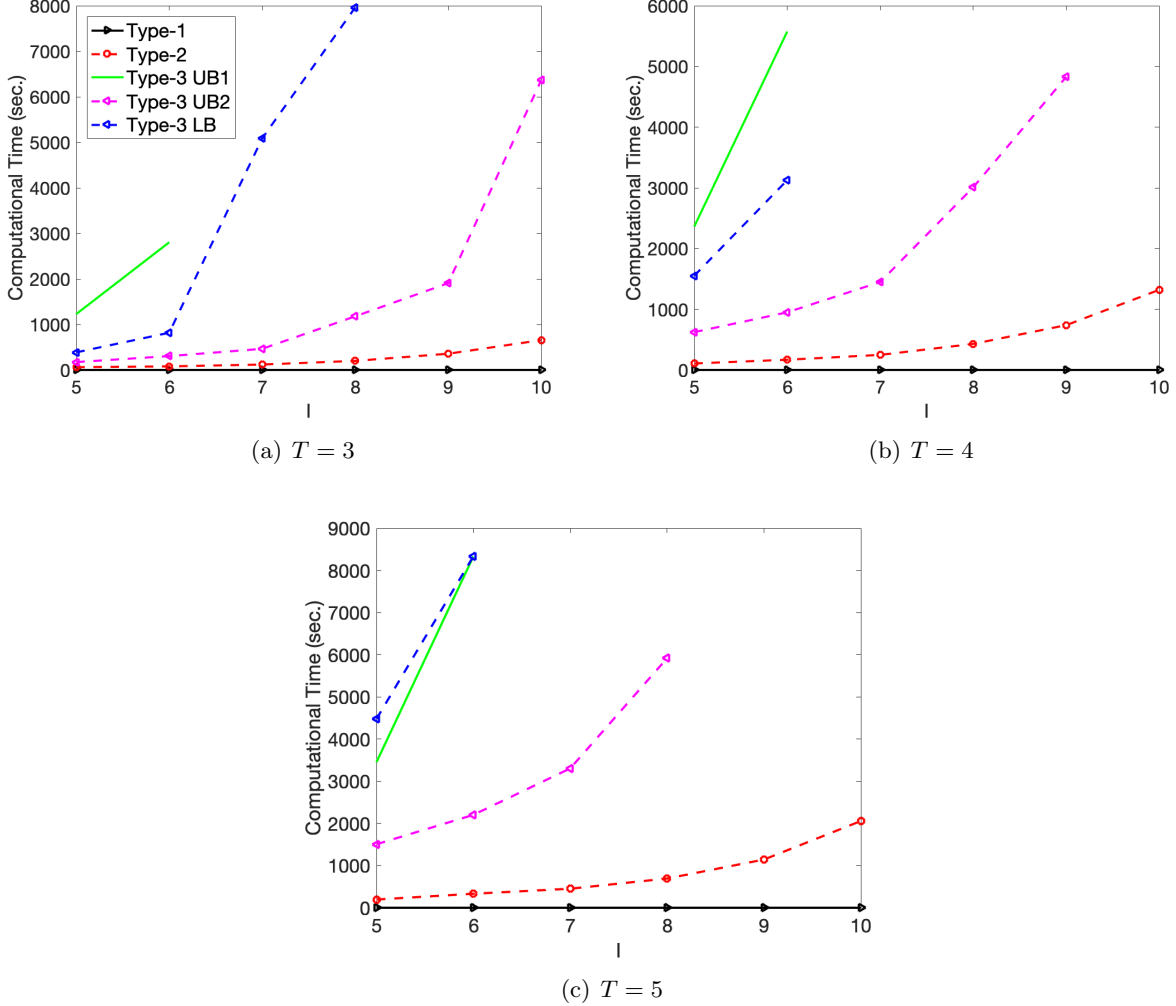 8000
7000
6000
5000
4000
3000
2000
1000
0
Computational Time (sec.)
Type-1
Type-2
Type-3 UB1
Type-3 UB2
Type-3 LB
5 6 7 8 9 10
I
(a) T = 3
6000
5000
4000
3000
2000
1000
0
Computational Time (sec.)
5 6 7 8 9 10
I
(b) T = 4
9000
8000
7000
6000
5000
4000
3000
2000
1000
0
Computational Time (sec.)
5 6 7 8 9 10
I
(c) T = 5